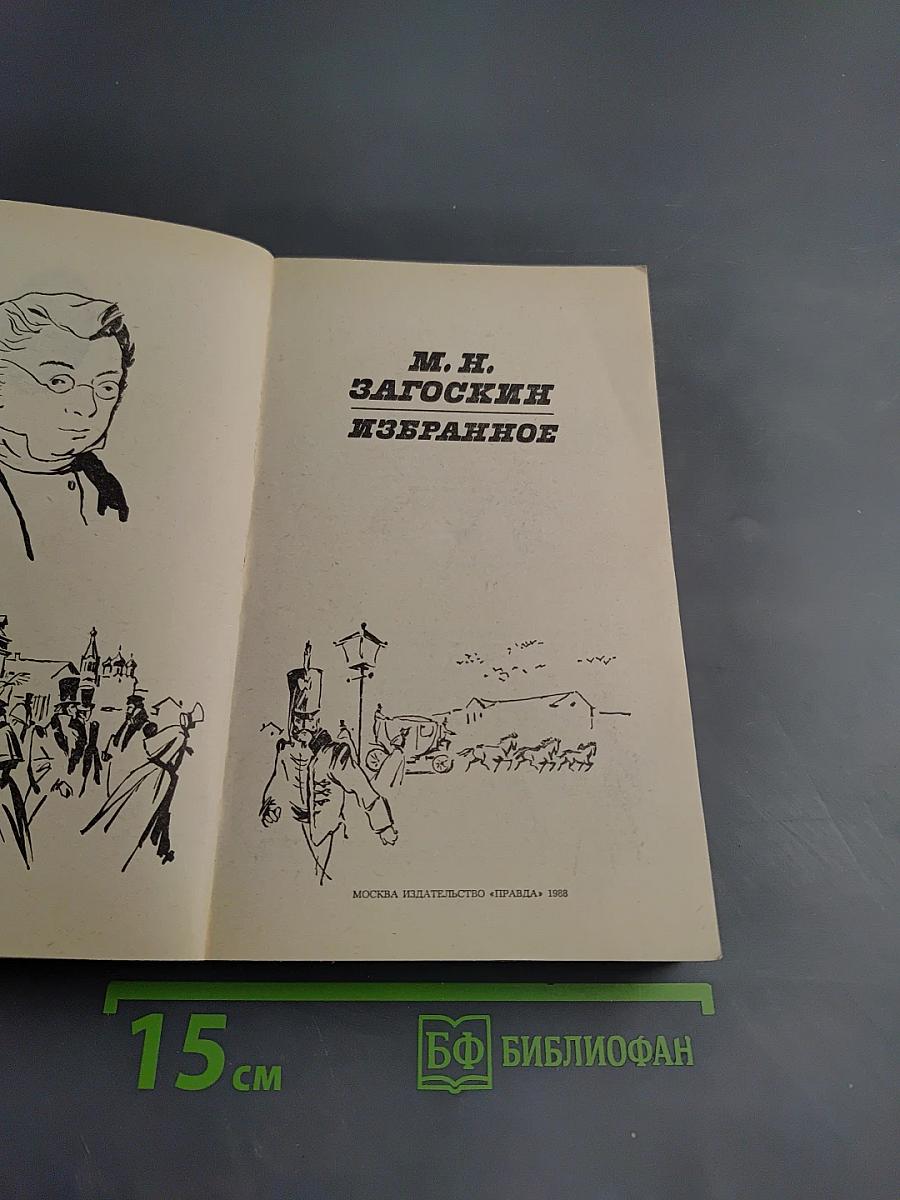 М. Н.
ЗАГОСКИН
ИЗБРАННОЕ
МОСКВА ИЗДАТЕЛЬСТВО «ПРАВДА» 1988
15 см
БФ БИБЛИОФАН